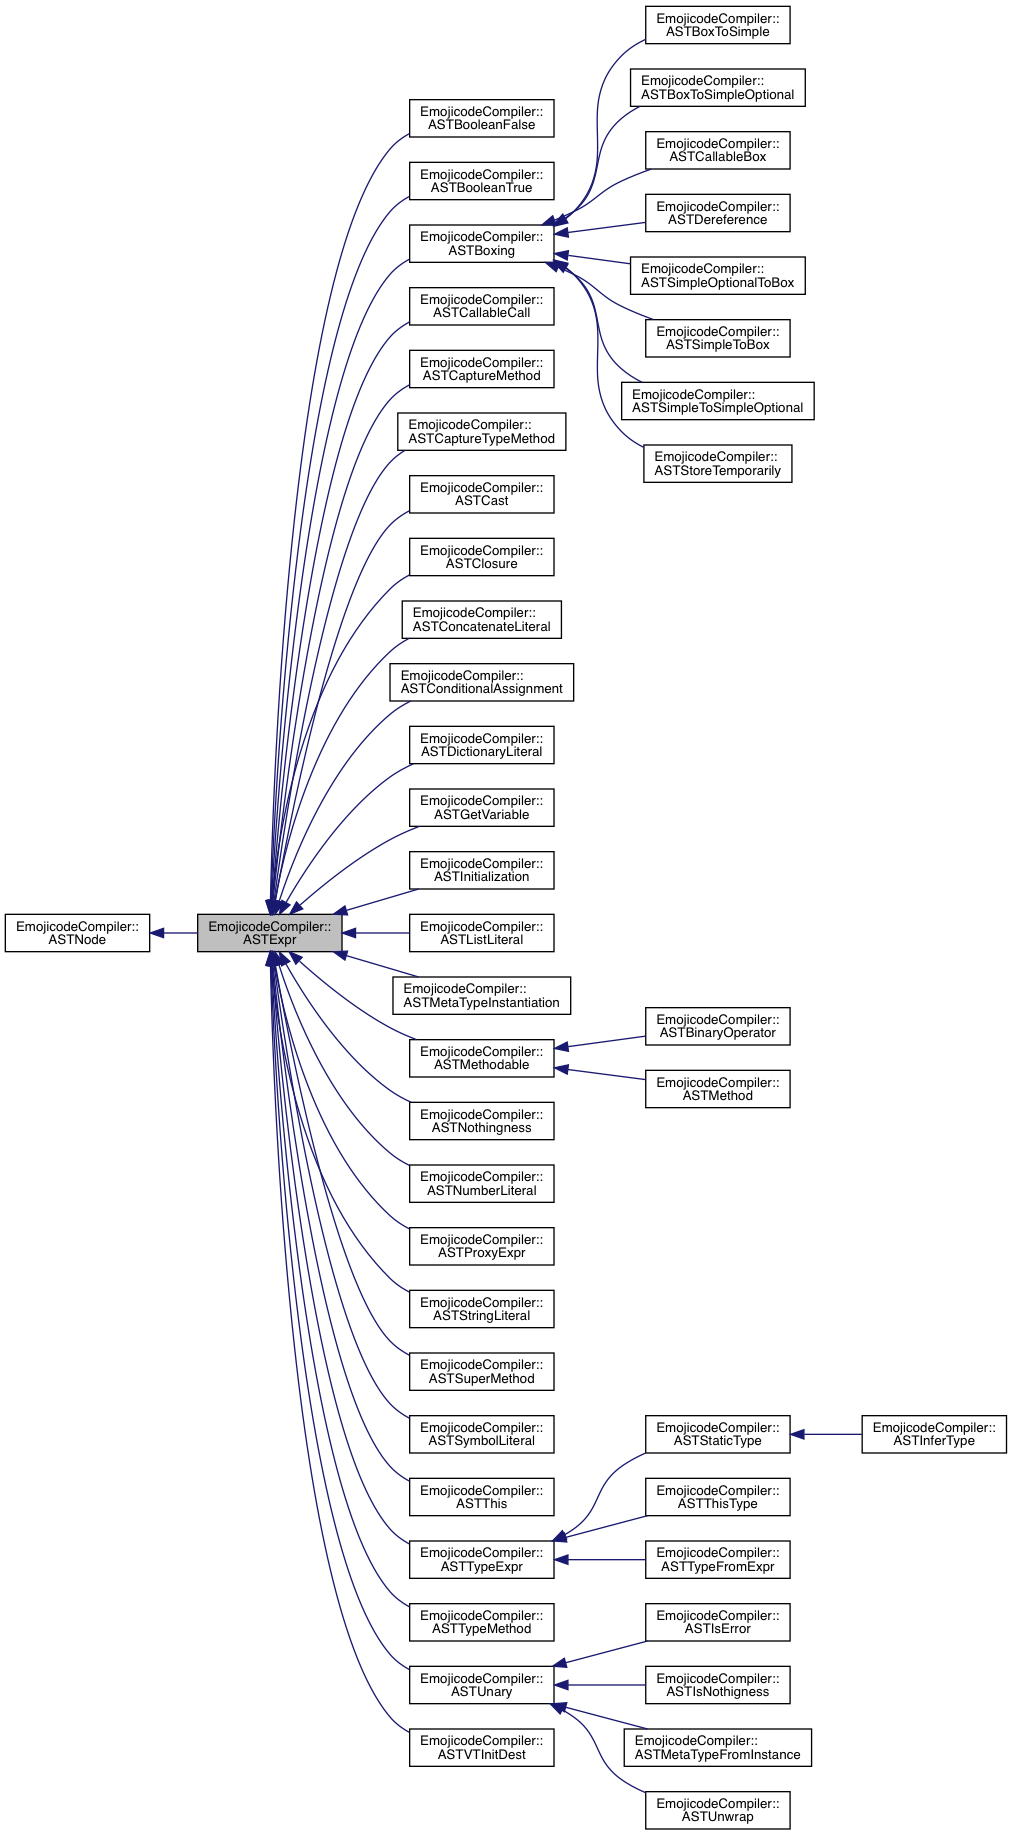 EmojicodeCompiler::
ASTNode
EmojicodeCompiler::
ASTExpr
EmojicodeCompiler::
ASTBooleanFalse
EmojicodeCompiler::
ASTBooleanTrue
EmojicodeCompiler::
ASTBoxing
EmojicodeCompiler::
ASTCallableCall
EmojicodeCompiler::
ASTCaptureMethod
EmojicodeCompiler::
ASTCaptureTypeMethod
EmojicodeCompiler::
ASTCast
EmojicodeCompiler::
ASTClosure
EmojicodeCompiler::
ASTConcatenateLiteral
EmojicodeCompiler::
ASTConditionalAssignment
EmojicodeCompiler::
ASTDictionaryLiteral
EmojicodeCompiler::
ASTGetVariable
EmojicodeCompiler::
ASTInitialization
EmojicodeCompiler::
ASTListLiteral
EmojicodeCompiler::
ASTMetaTypeInstantiation
EmojicodeCompiler::
ASTMethodable
EmojicodeCompiler::
ASTNothingness
EmojicodeCompiler::
ASTNumberLiteral
EmojicodeCompiler::
ASTProxyExpr
EmojicodeCompiler::
ASTStringLiteral
EmojicodeCompiler::
ASTSuperMethod
EmojicodeCompiler::
ASTSymbolLiteral
EmojicodeCompiler::
ASTThis
EmojicodeCompiler::
ASTTypeExpr
EmojicodeCompiler::
ASTTypeMethod
EmojicodeCompiler::
ASTUnary
EmojicodeCompiler::
ASTVTInitDest
EmojicodeCompiler::
ASTBoxToSimple
EmojicodeCompiler::
ASTBoxToSimpleOptional
EmojicodeCompiler::
ASTCallableBox
EmojicodeCompiler::
ASTDereference
EmojicodeCompiler::
ASTSimpleOptionalToBox
EmojicodeCompiler::
ASTSimpleToBox
EmojicodeCompiler::
ASTSimpleToSimpleOptional
EmojicodeCompiler::
ASTStoreTemporarily
EmojicodeCompiler::
ASTBinaryOperator
EmojicodeCompiler::
ASTMethod
EmojicodeCompiler::
ASTStaticType
EmojicodeCompiler::
ASTThisType
EmojicodeCompiler::
ASTTypeFromExpr
EmojicodeCompiler::
ASTIsError
EmojicodeCompiler::
ASTIsNothigness
EmojicodeCompiler::
ASTMetaTypeFromInstance
EmojicodeCompiler::
ASTUnwrap
EmojicodeCompiler::
ASTInferType